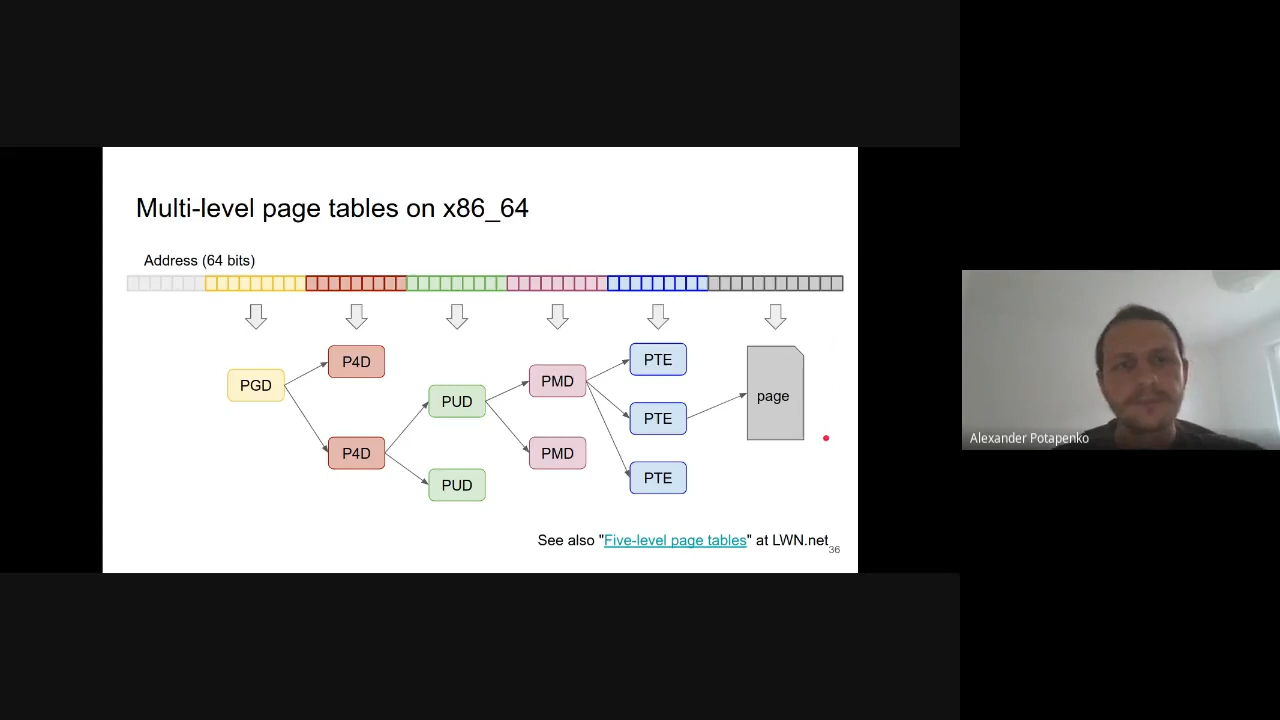 Multi-level page tables on x86_64
Address (64 bits)
PGD
P4D
P4D
PUD
PUD
PMD
PMD
PTE
PTE
PTE
page
See also "Five-level page tables" at LWN.net
36
Alexander Potapenko